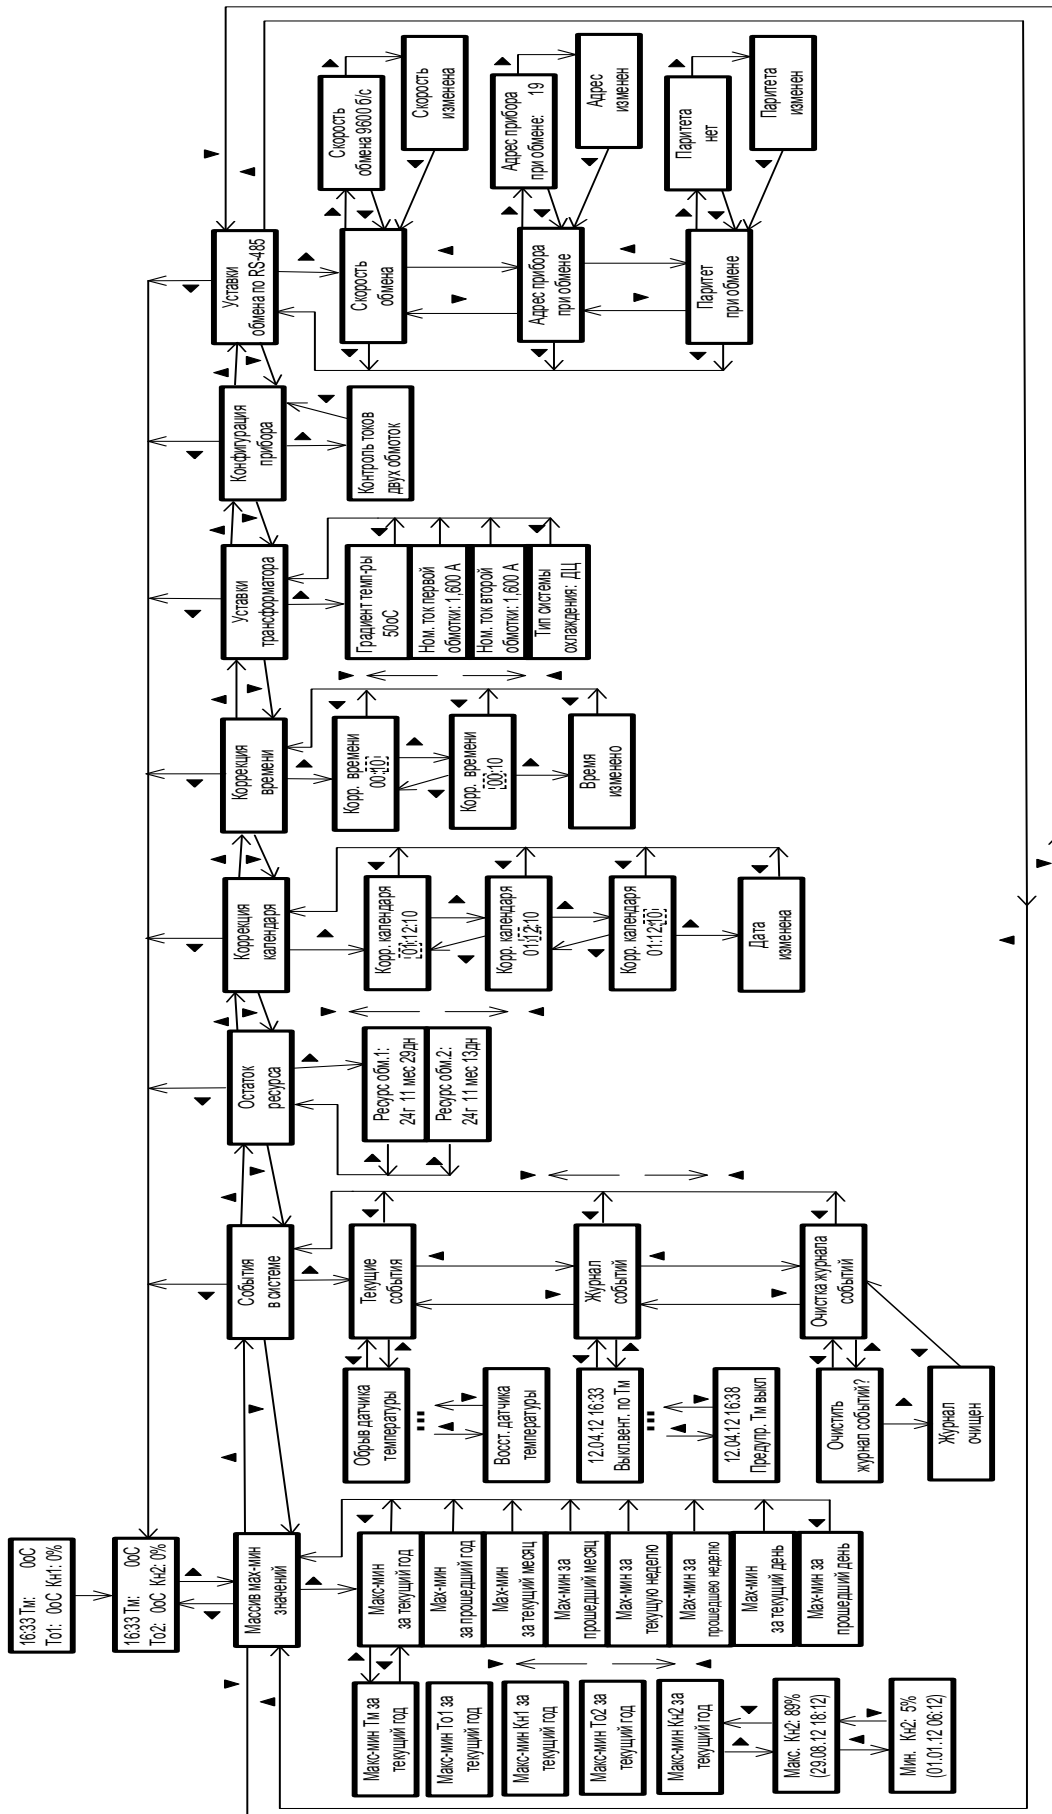 16:33 Тм: 0оС
То1: 0оС Кн1: 0%
16:33 Тм: 0оС
То2: 0оС Кн2: 0%
Массив мах-мин
значений
События
в системе
Остаток
ресурса
Коррекция
календаря
Коррекция
времени
Уставки
трансформатора
Конфигурация
прибора
Уставки
обмена по RS-485
Макс-мин
за текущий год
Мах-мин
за прошедший год
Мах-мин
за текущий месяц
Мах-мин за
прошедший месяц
Мах-мин за
текущую неделю
Мах-мин за
прошедшею неделю
Мах-мин
за текущий день
Мах-мин за
прошедший день
Макс-мин Тм за
текущий год
Макс-мин То1 за
текущий год
Макс-мин Кн1 за
текущий год
Макс-мин То2 за
текущий год
Макс-мин Кн2 за
текущий год
Макс. Кн2: 89%
(29.08.12 18:12)
Мин. Кн2: 5%
(01.01.12 06:12)
Текущие
события
Журнал
событий
Очистка журнала
событий
Обрыв датчика
температуры
...
Восст. датчика
температуры
12.04.12 16:33
Выкл.вент. по Тм
...
12.04.12 16:38
Предупр. Тм выкл
Очистить
журнал событий?
Журнал
очищен
Ресурс обм.1:
24г 11 мес 29дн
Ресурс обм.2:
24г 11 мес 13дн
Корр. календаря
01:12:10
Корр. календаря
01:12:10
Корр. календаря
01:12:10
Дата
изменена
Корр. времени
00:10
Корр. времени
00:10
Время
изменено
Градиент темп-ры
50оС
Ном. ток первой
обмотки: 1,600 А
Ном. ток второй
обмотки: 1,600 А
Тип системы
охлаждения: ДЦ
Контроль токов
двух обмоток
Скорость
обмена
Адрес прибора
при обмене
Паритет
при обмене
Скорость
обмена 9600 б/с
Скорость
изменена
Адрес прибора
при обмене: 19
Адрес
изменен
Паритета
нет
Паритета
изменен